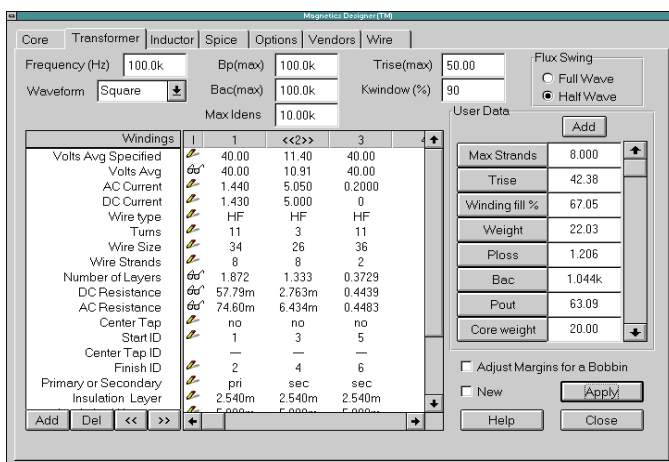 Magnetics Designer(TM)
Core Transformer Inductor Spice Options Vendors Wire
Frequency (Hz) 100.0k Bp(max) 100.0k Trise(max) 50.00
Waveform Square Bac(max) 100.0k Kwindow (%) 90
Max Idens 10.00k
Flux Swing
Full Wave
Half Wave
Windings 1 <<2>> 3 4
Volts Avg Specified 40.00 11.40 40.00
Volts Avg 40.00 10.91 40.00
AC Current 1.440 5.050 0.2000
DC Current 1.430 5.000 0
Wire type HF HF HF
Turns 11 3 11
Wire Size 34 26 36
Wire Strands 8 8 2
Number of Layers 1.872 1.333 0.3729
DC Resistance 57.79m 2.763m 0.4439
AC Resistance 74.60m 6.434m 0.4483
Center Tap no no no
Start ID 1 3 5
Center Tap ID — — —
Finish ID 2 4 6
Primary or Secondary pri sec sec
Insulation Layer 2.540m 2.540m 2.540m
Add Del << >>
User Data
Add
Max Strands 8.000
Trise 42.38
Winding fill % 67.05
Weight 22.03
Ploss 1.206
Bac 1.044k
Pout 63.09
Core weight 20.00
Adjust Margins for a Bobbin
New Apply
Help Close